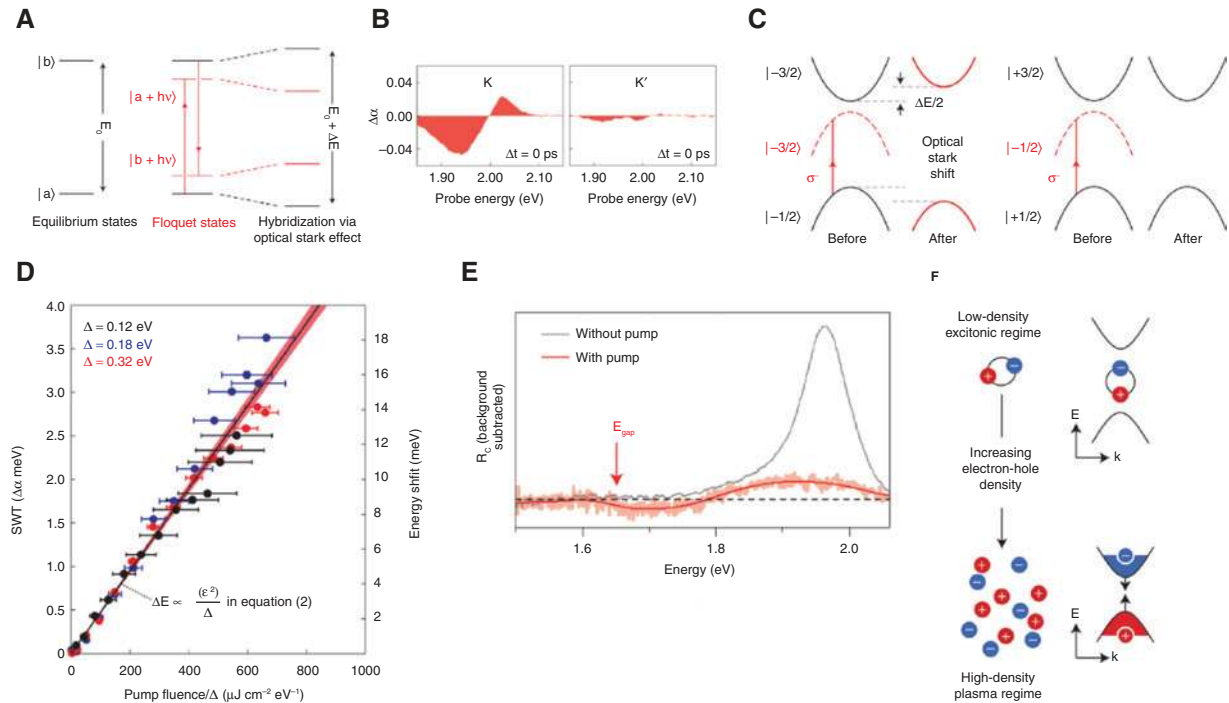 A
|b⟩
|a⟩
E₀
|a + hν⟩
|b + hν⟩
E₀ + ΔE
Equilibrium states
Floquet states
Hybridization via
optical stark effect
B
K
K′
Δα
0.04
0.00
−0.04
Δt = 0 ps
Δt = 0 ps
1.90
2.00
2.10
1.90
2.00
2.10
Probe energy (eV)
Probe energy (eV)
C
|−3/2⟩
|−3/2⟩
|−1/2⟩
σ⁻
ΔE/2
Optical
stark
shift
Before
After
|+3/2⟩
|−1/2⟩
|+1/2⟩
σ⁻
Before
After
D
Δ = 0.12 eV
Δ = 0.18 eV
Δ = 0.32 eV
SWT (Δα meV)
4.0
3.5
3.0
2.5
2.0
1.5
1.0
0.5
0
Energy shfit (meV)
18
16
14
12
10
8
6
4
2
0
ΔE ∝ (ε²)/Δ in equation (2)
0
200
400
600
800
1000
Pump fluence/Δ (μJ cm⁻² eV⁻¹)
E
Without pump
With pump
E gap
R_C (background
subtracted)
1.6
1.8
2.0
Energy (eV)
F
Low-density
excitonic regime
− +
− +
E
k
Increasing
electron-hole
density
+ − + − + − + + − − + −
High-density
plasma regime
−
+
E
k